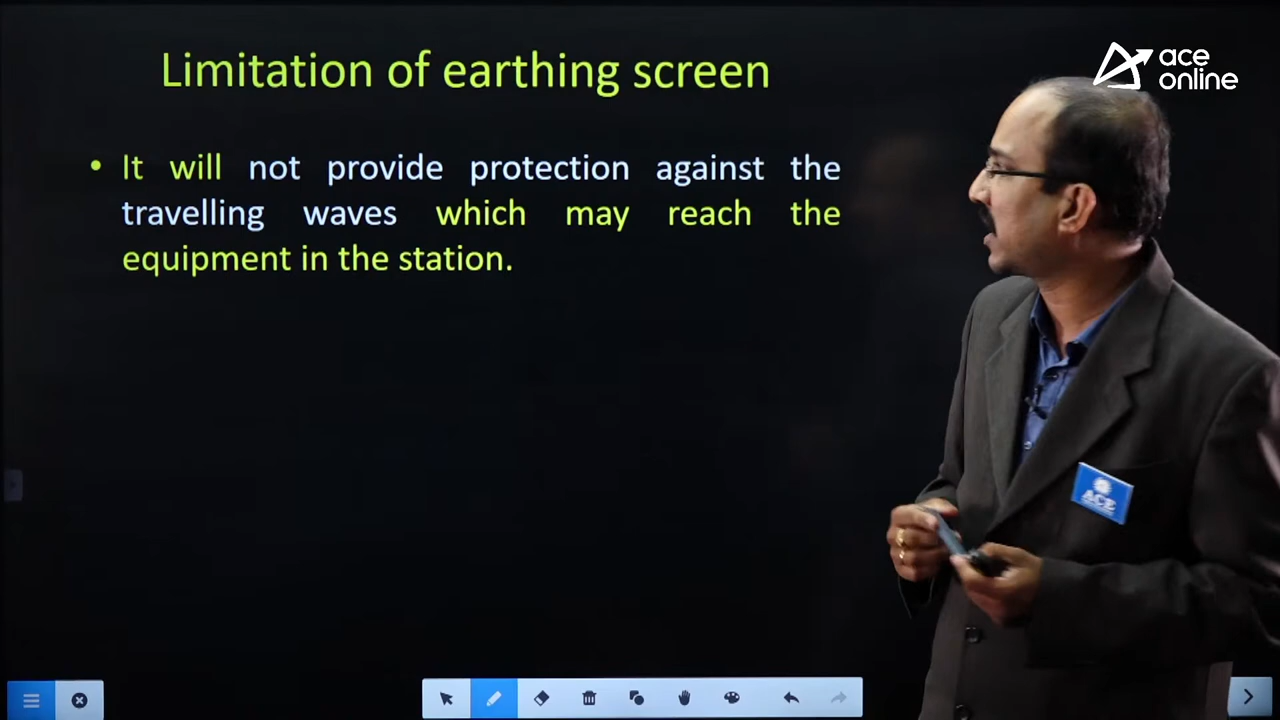 Limitation of earthing screen
ace
online
• It will not provide protection against the
travelling waves which may reach the
equipment in the station.
ACE